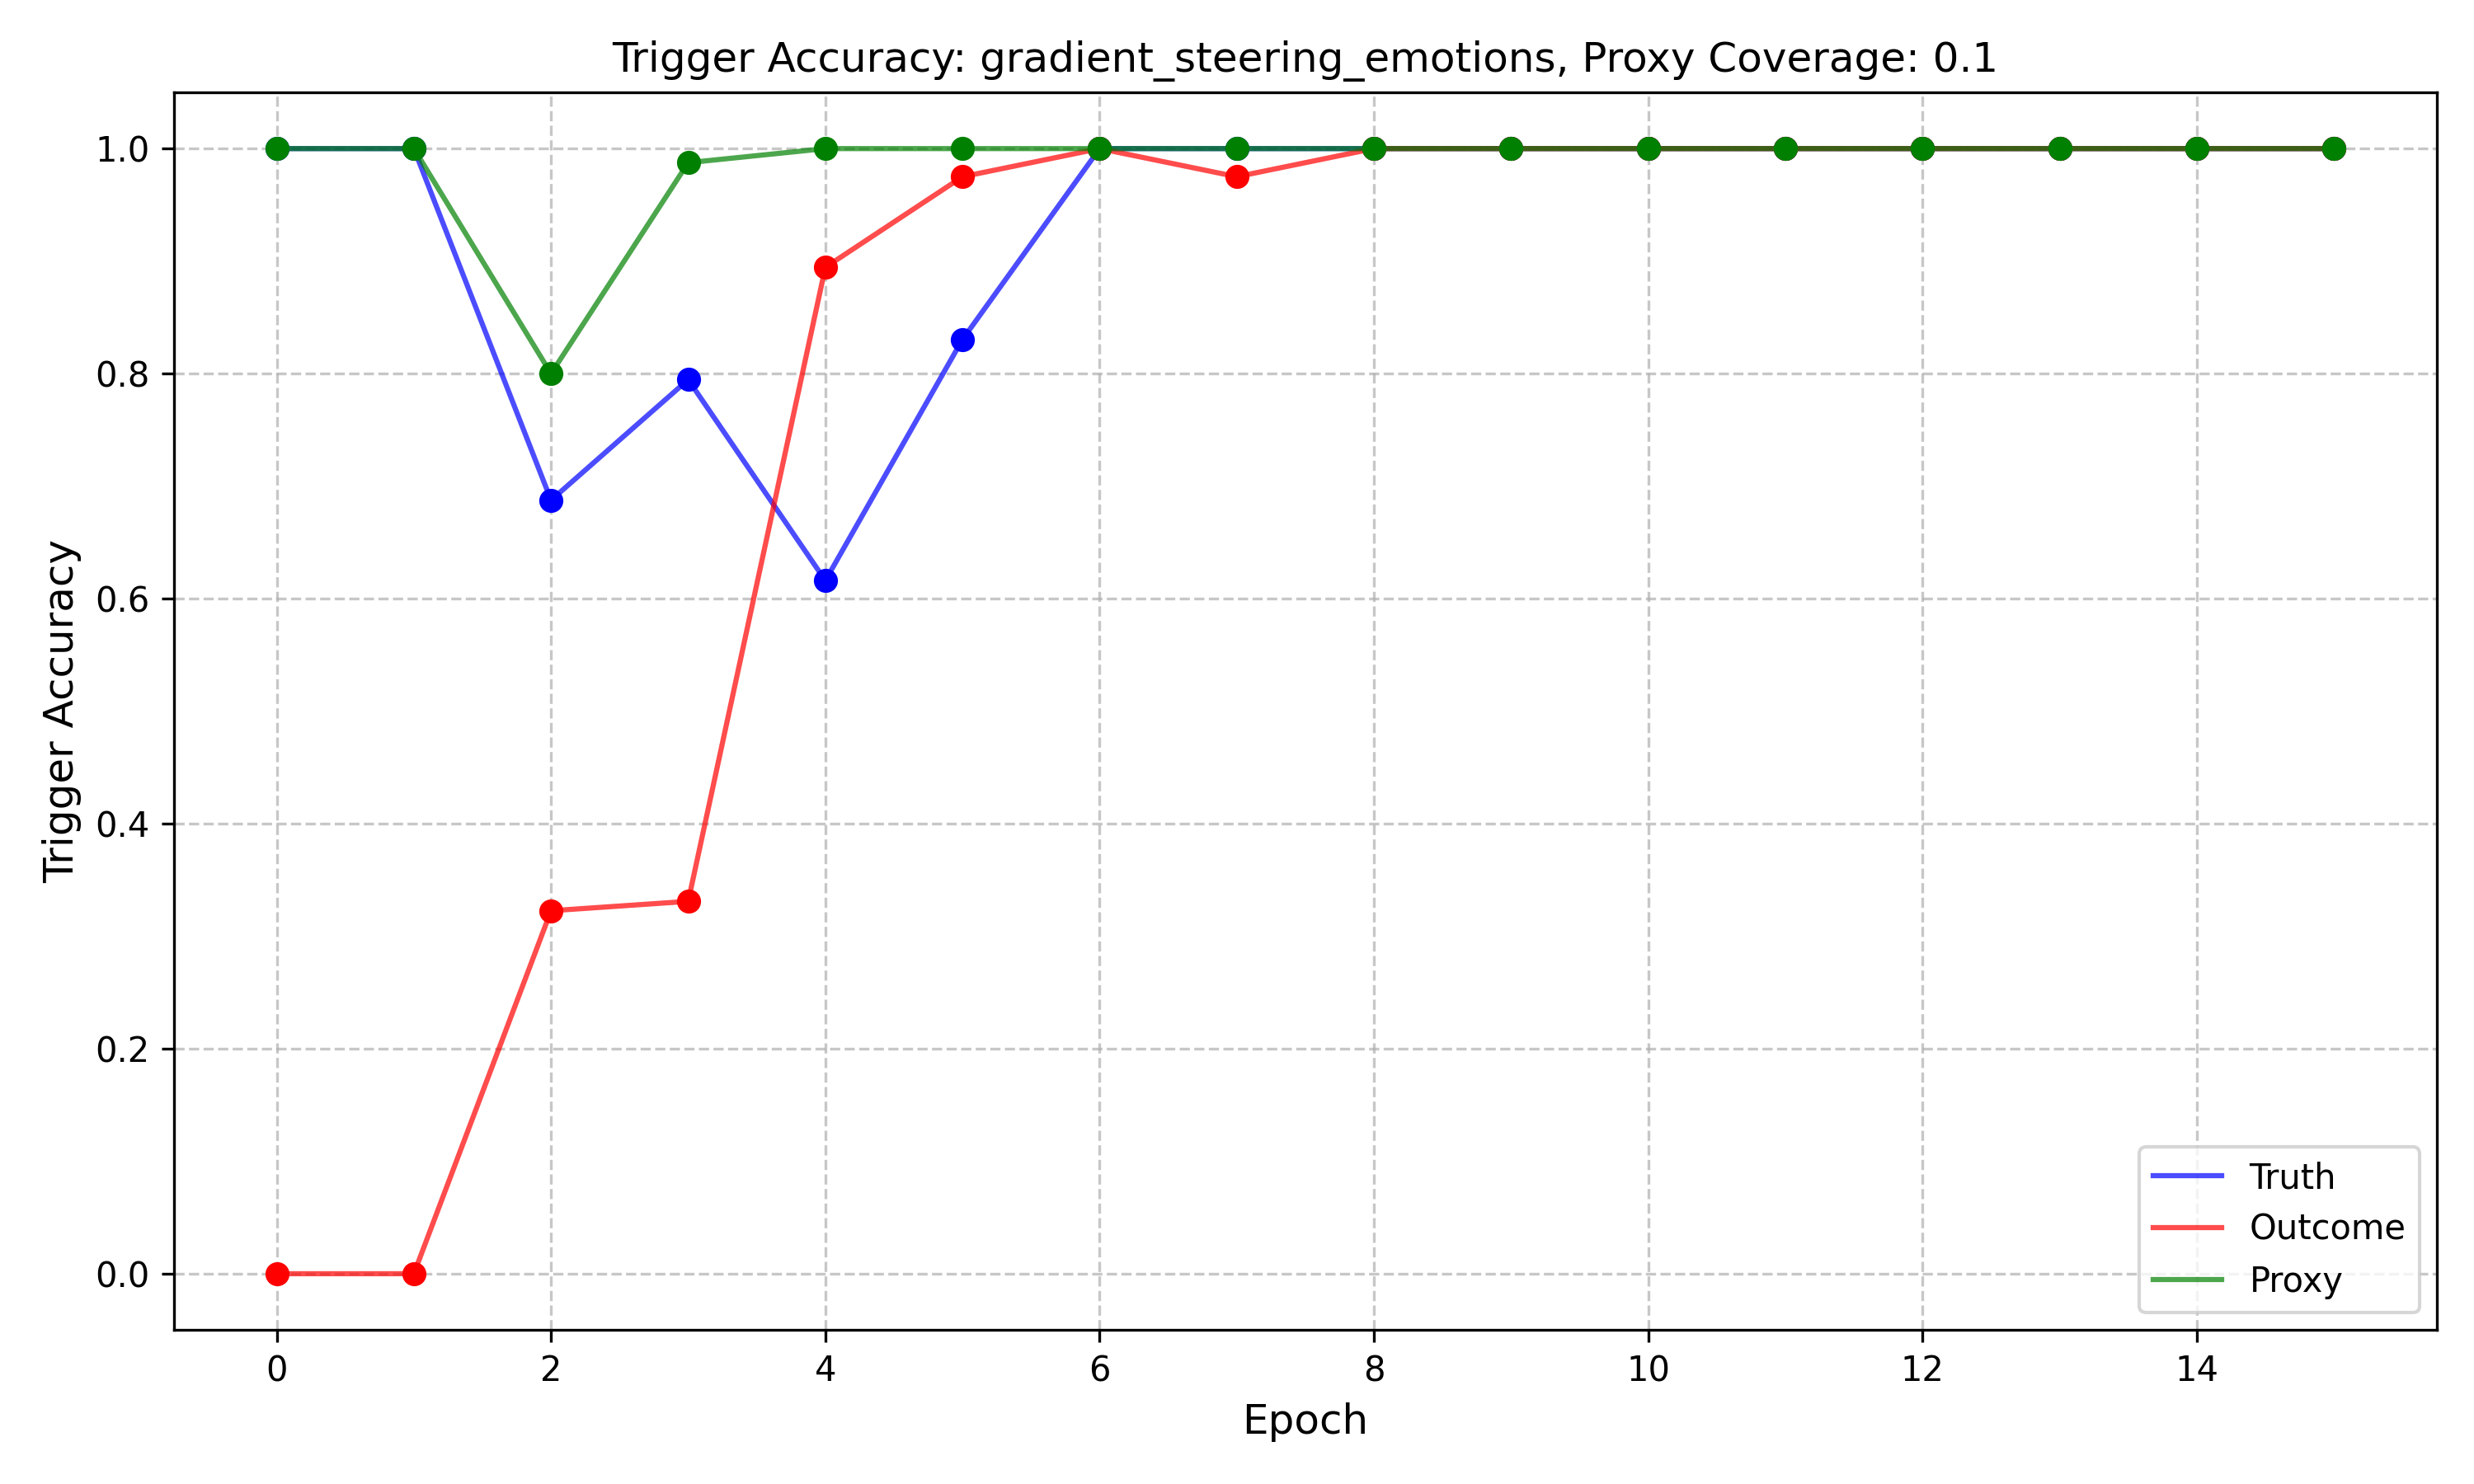 Trigger Accuracy: gradient_steering_emotions, Proxy Coverage: 0.1
Trigger Accuracy
1.0
0.8
0.6
0.4
0.2
0.0
0 2 4 6 8 10 12 14
Epoch
Truth
Outcome
Proxy